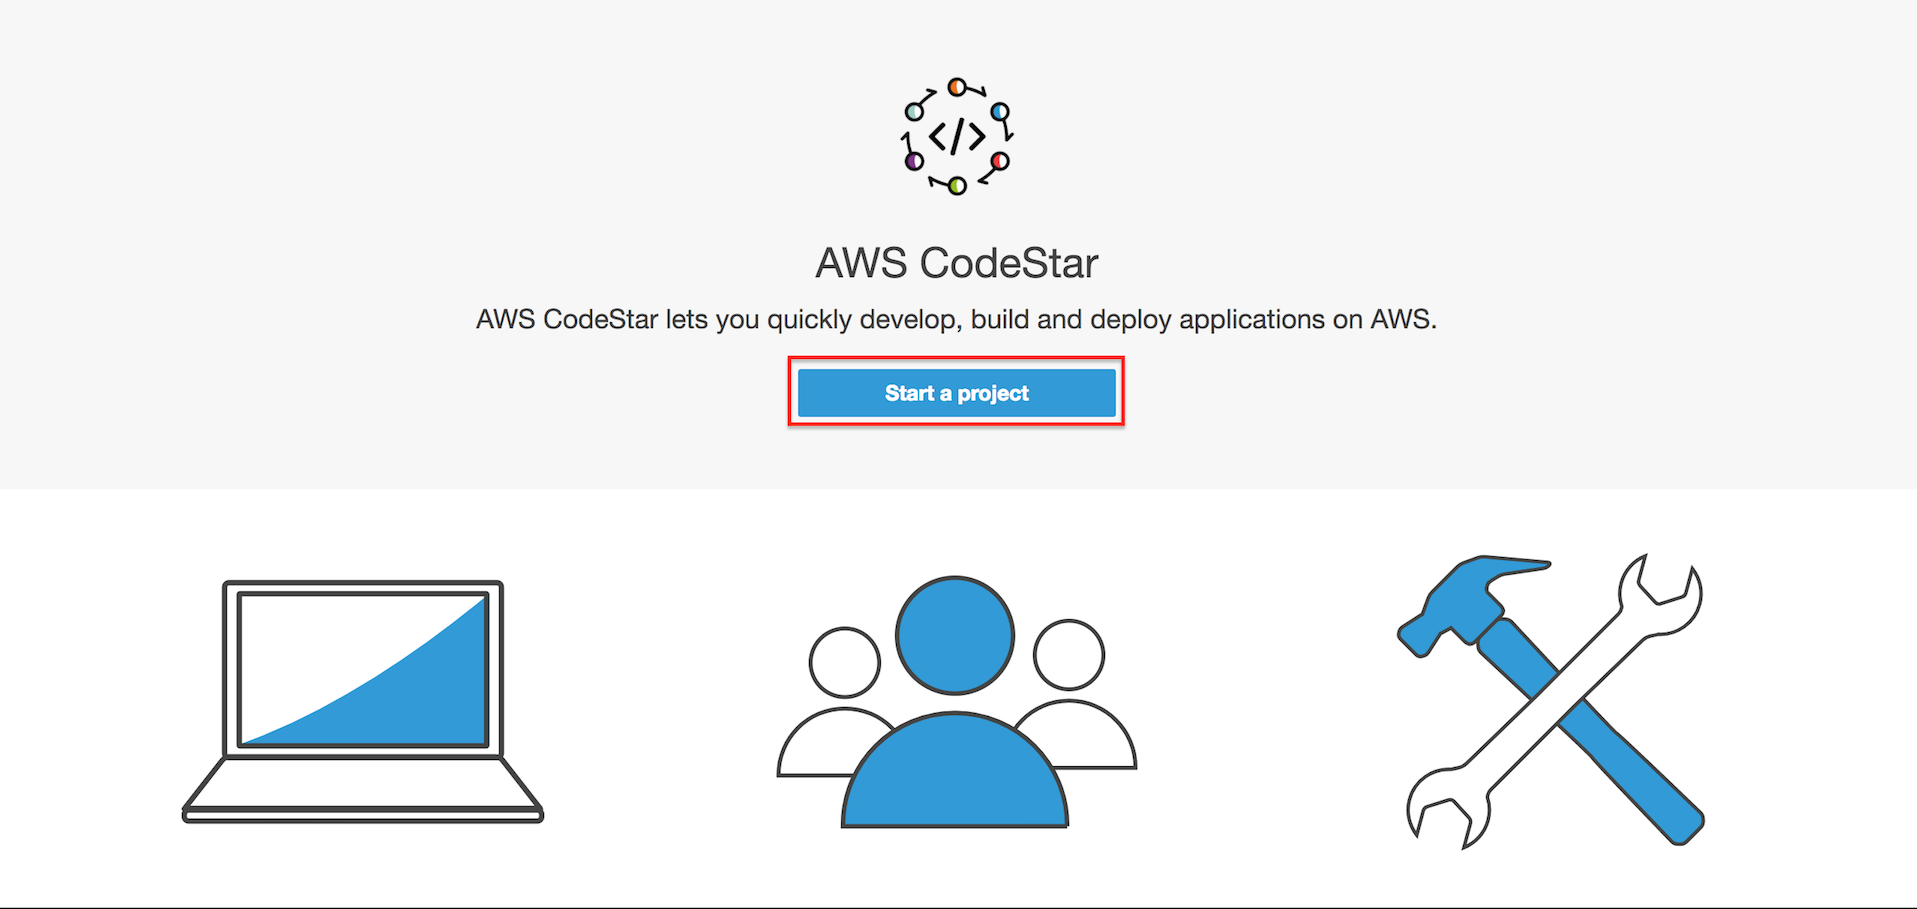 </>
AWS CodeStar
AWS CodeStar lets you quickly develop, build and deploy applications on AWS.
Start a project